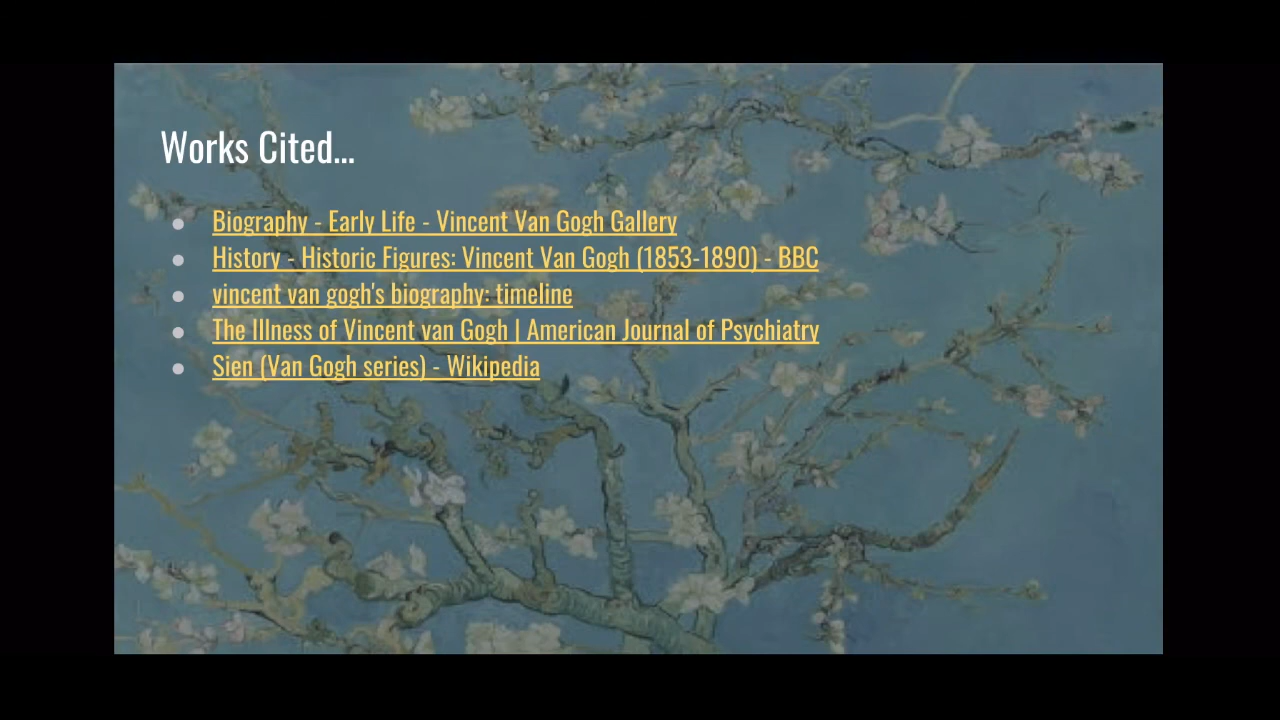 Works Cited...
Biography - Early Life - Vincent Van Gogh Gallery
History - Historic Figures: Vincent Van Gogh (1853-1890) - BBC
vincent van gogh's biography: timeline
The Illness of Vincent van Gogh | American Journal of Psychiatry
Sien (Van Gogh series) - Wikipedia